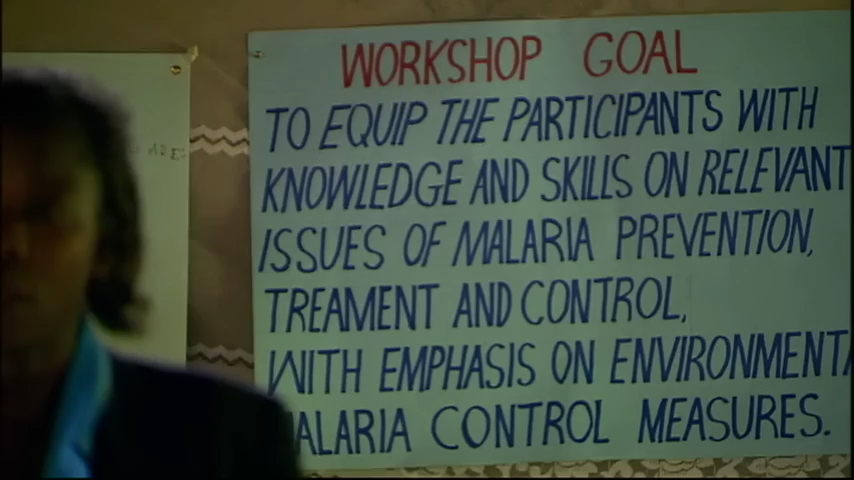 WORKSHOP GOAL
TO EQUIP THE PARTICIPANTS WITH
KNOWLEDGE AND SKILLS ON RELEVANT
ISSUES OF MALARIA PREVENTION,
TREAMENT AND CONTROL,
WITH EMPHASIS ON ENVIRONMENTA
MALARIA CONTROL MEASURES.